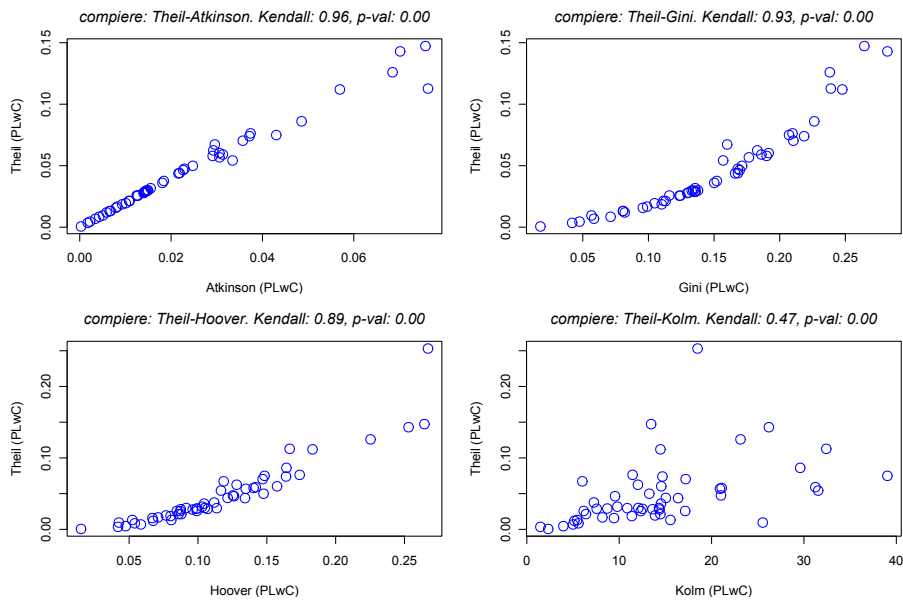 compiere: Theil-Atkinson. Kendall: 0.96, p-val: 0.00
Theil (PLwC)
0.00 0.05 0.10 0.15
0.00 0.02 0.04 0.06
Atkinson (PLwC)
compiere: Theil-Gini. Kendall: 0.93, p-val: 0.00
Theil (PLwC)
0.00 0.05 0.10 0.15
0.05 0.10 0.15 0.20 0.25
Gini (PLwC)
compiere: Theil-Hoover. Kendall: 0.89, p-val: 0.00
Theil (PLwC)
0.00 0.10 0.20
0.05 0.10 0.15 0.20 0.25
Hoover (PLwC)
compiere: Theil-Kolm. Kendall: 0.47, p-val: 0.00
Theil (PLwC)
0.00 0.10 0.20
0 10 20 30 40
Kolm (PLwC)